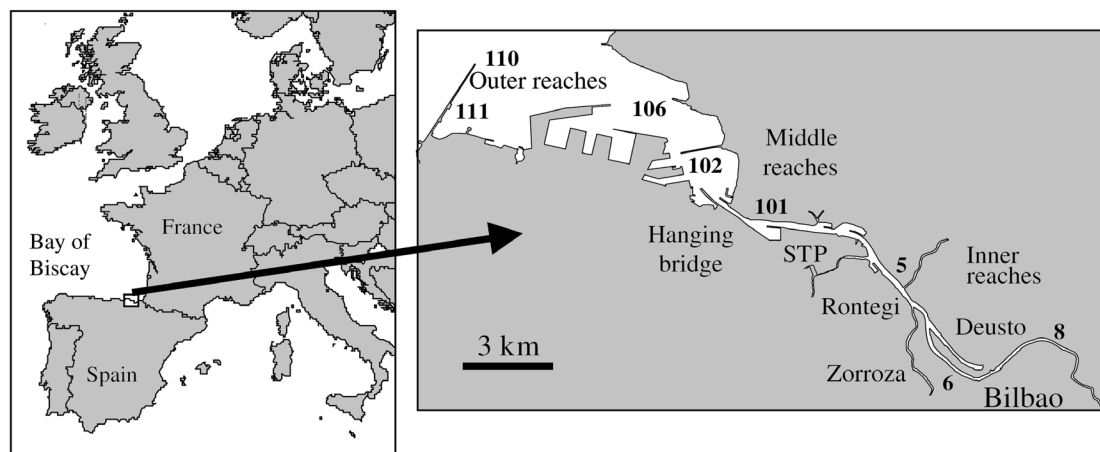 France
Bay of
Biscay
Spain
110
Outer reaches
111
106
102
Middle
reaches
101
Hanging
bridge
STP
5
Inner
reaches
Rontegi
Deusto
8
3 km
Zorroza
6
Bilbao